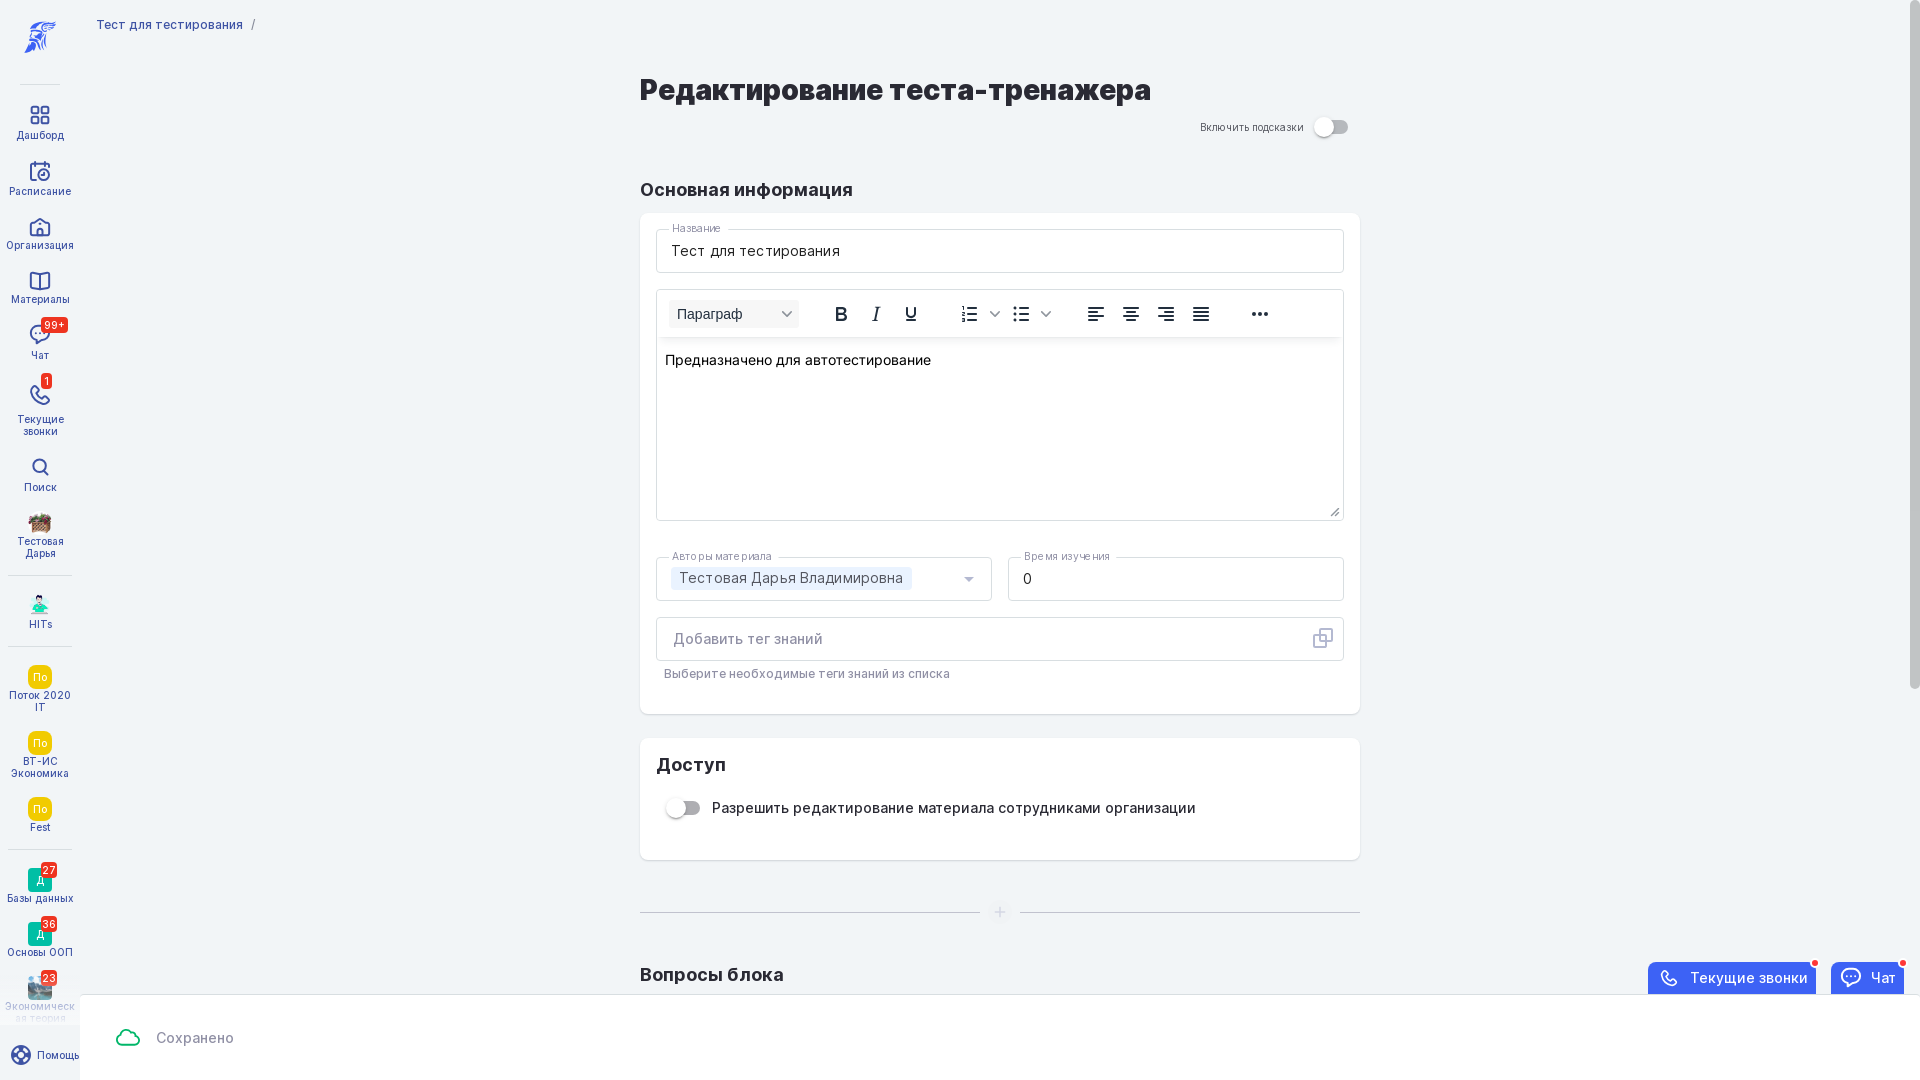 Тест для тестирования /
Дашборд
Расписание
Организация
Материалы
99+
Чат
1
Текущие
звонки
Поиск
Тестовая
Дарья
HITs
По
Поток 2020
IT
По
ВТ-ИС
Экономика
По
Fest
27
Д
Базы данных
36
Д
Основы ООП
23
Экономическ
ая теория
Помощь
Редактирование теста-тренажера
Включить подсказки
Основная информация
Название
Тест для тестирования
Параграф
Предназначено для автотестирование
Авторы материала
Тестовая Дарья Владимировна
Время изучения
0
Добавить тег знаний
Выберите необходимые теги знаний из списка
Доступ
Разрешить редактирование материала сотрудниками организации
Вопросы блока
Текущие звонки
Чат
Сохранено